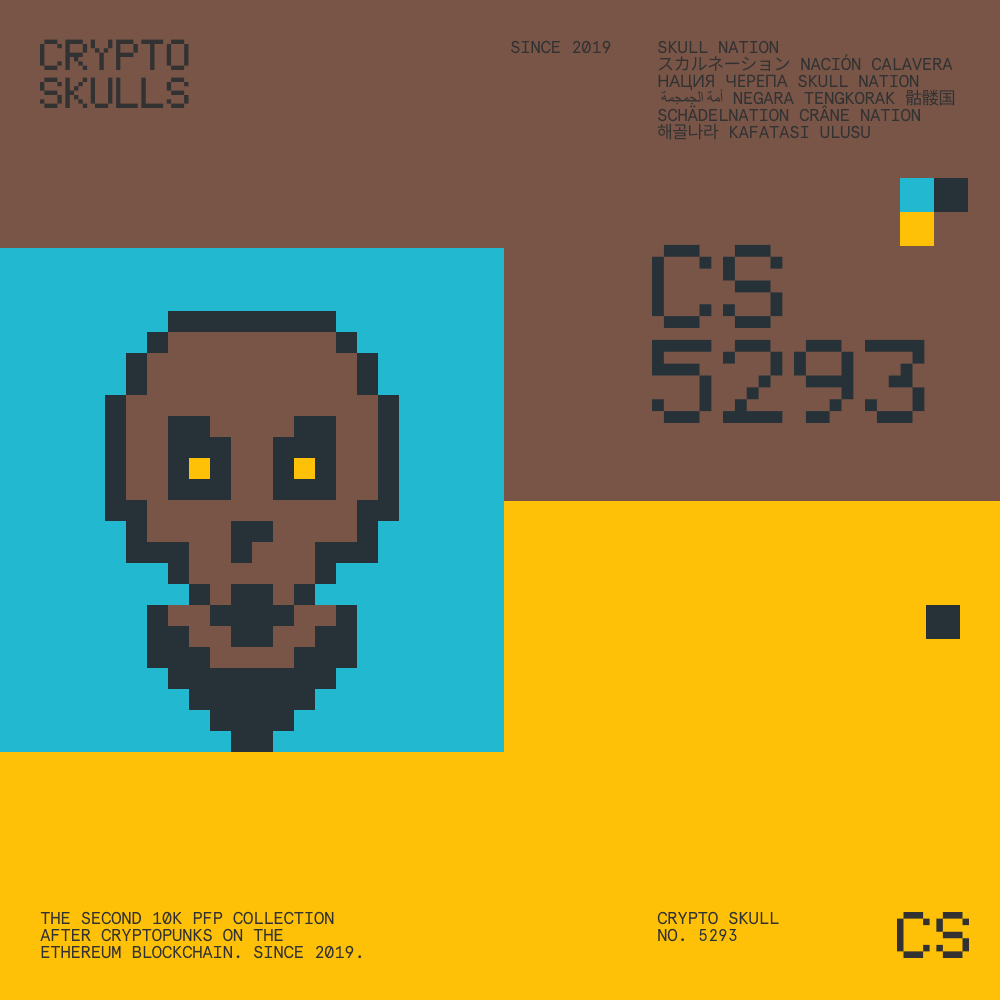 CRYPTO
SKULLS
SINCE 2019
SKULL NATION
スカルネーション NACIÓN CALAVERA
НАЦИЯ ЧЕРЕПА SKULL NATION
أمة الجمجمة NEGARA TENGKORAK 骷髅国
SCHÄDELNATION CRÂNE NATION
해골나라 KAFATASI ULUSU
CS
5293
THE SECOND 10K PFP COLLECTION
AFTER CRYPTOPUNKS ON THE
ETHEREUM BLOCKCHAIN. SINCE 2019.
CRYPTO SKULL
NO. 5293
CS